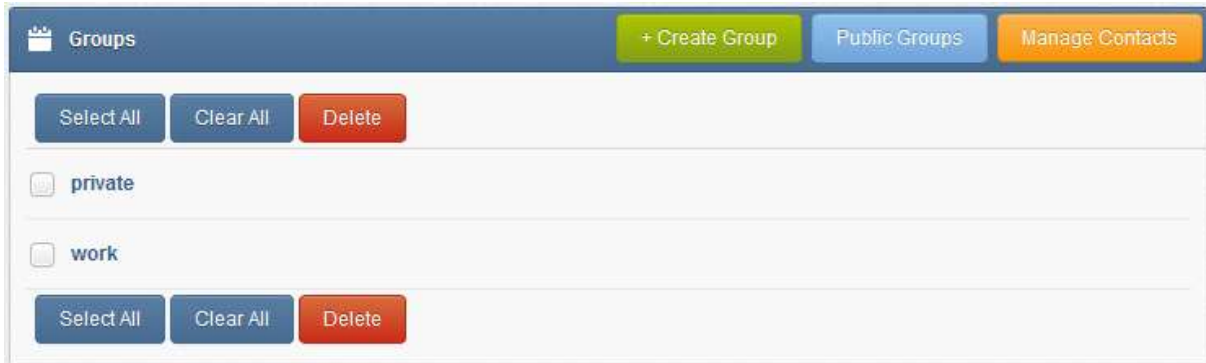 Groups + Create Group Public Groups Manage Contacts
Select All Clear All Delete
private
work
Select All Clear All Delete